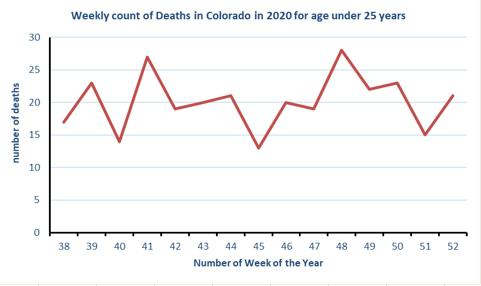 Weekly count of Deaths in Colorado in 2020 for age under 25 years
30
25
20
15
10
5
0
number of deaths
38 39 40 41 42 43 44 45 46 47 48 49 50 51 52
Number of Week of the Year